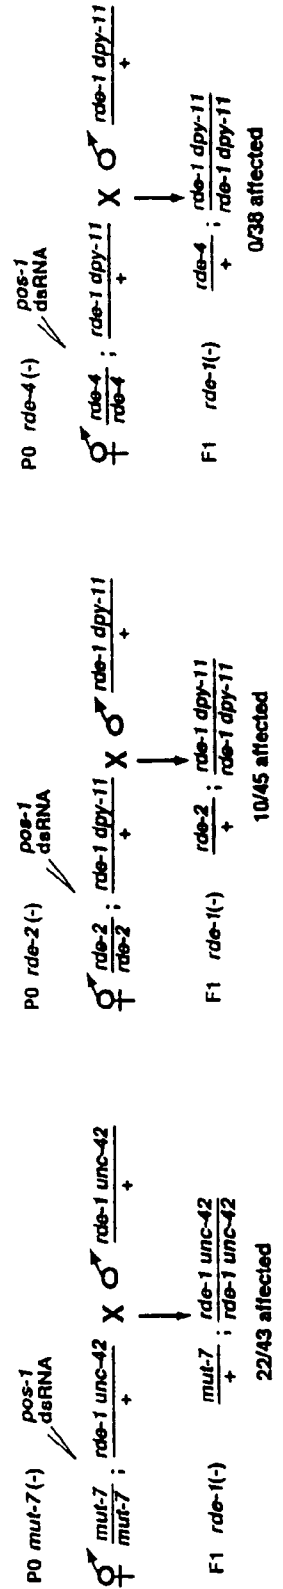 P0 mut-7(-)
pos-1
dsRNA
mut-7 ; rde-1 unc-42 X rde-1 unc-42
mut-7 + +
F1 rde-1(-) mut-7 ; rde-1 unc-42
+ rde-1 unc-42
22/43 affected
P0 rde-2(-)
pos-1
dsRNA
rde-2 ; rde-1 dpy-11 X rde-1 dpy-11
rde-2 + +
F1 rde-1(-) rde-2 ; rde-1 dpy-11
+ rde-1 dpy-11
10/45 affected
P0 rde-4(-)
pos-1
dsRNA
rde-4 ; rde-1 dpy-11 X rde-1 dpy-11
rde-4 + +
F1 rde-1(-) rde-4 ; rde-1 dpy-11
+ rde-1 dpy-11
0/38 affected